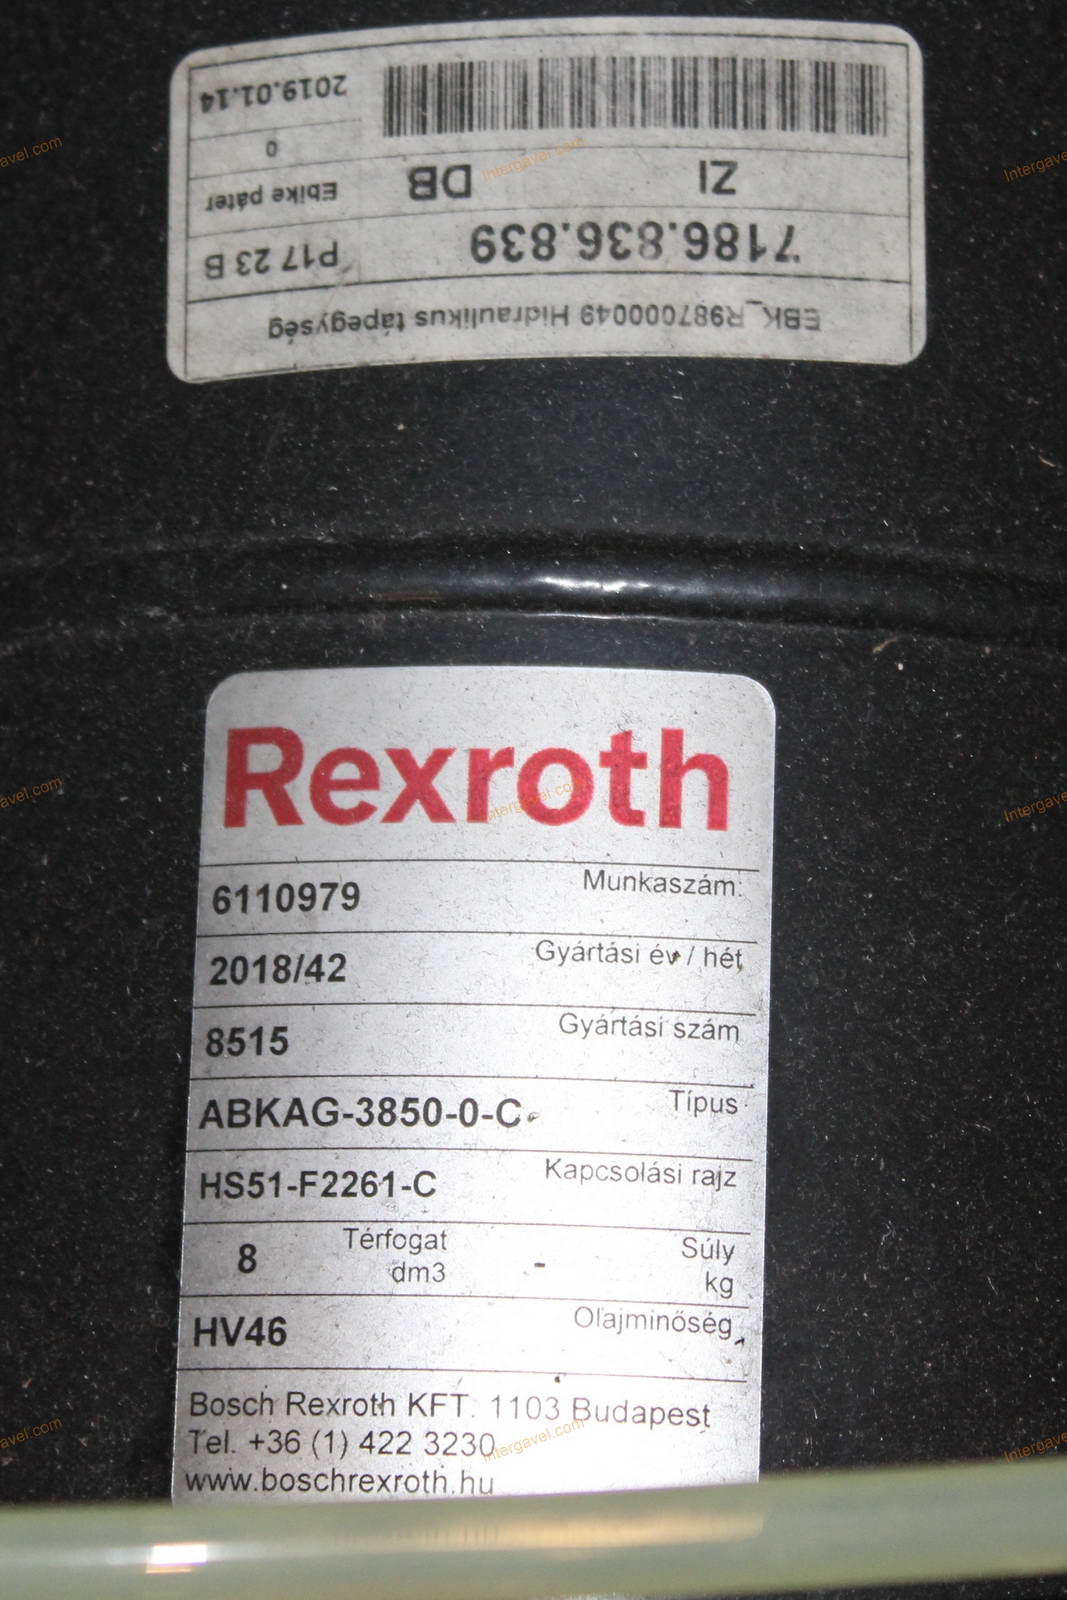 EBK_R987000049 Hidraulikus tápegység
7186.836.839 P17 23 B
ZI DB Ebike páter
0
2019.01.14
Rexroth
6110979 Munkaszám:
2018/42 Gyártási év / hét
8515 Gyártási szám
ABKAG-3850-0-C Típus
HS51-F2261-C Kapcsolási rajz
8 Térfogat - Súly
dm3 kg
HV46 Olajminőség
Bosch Rexroth KFT. 1103 Budapest
Tel. +36 (1) 422 3230
www.boschrexroth.hu
Intergavel.com